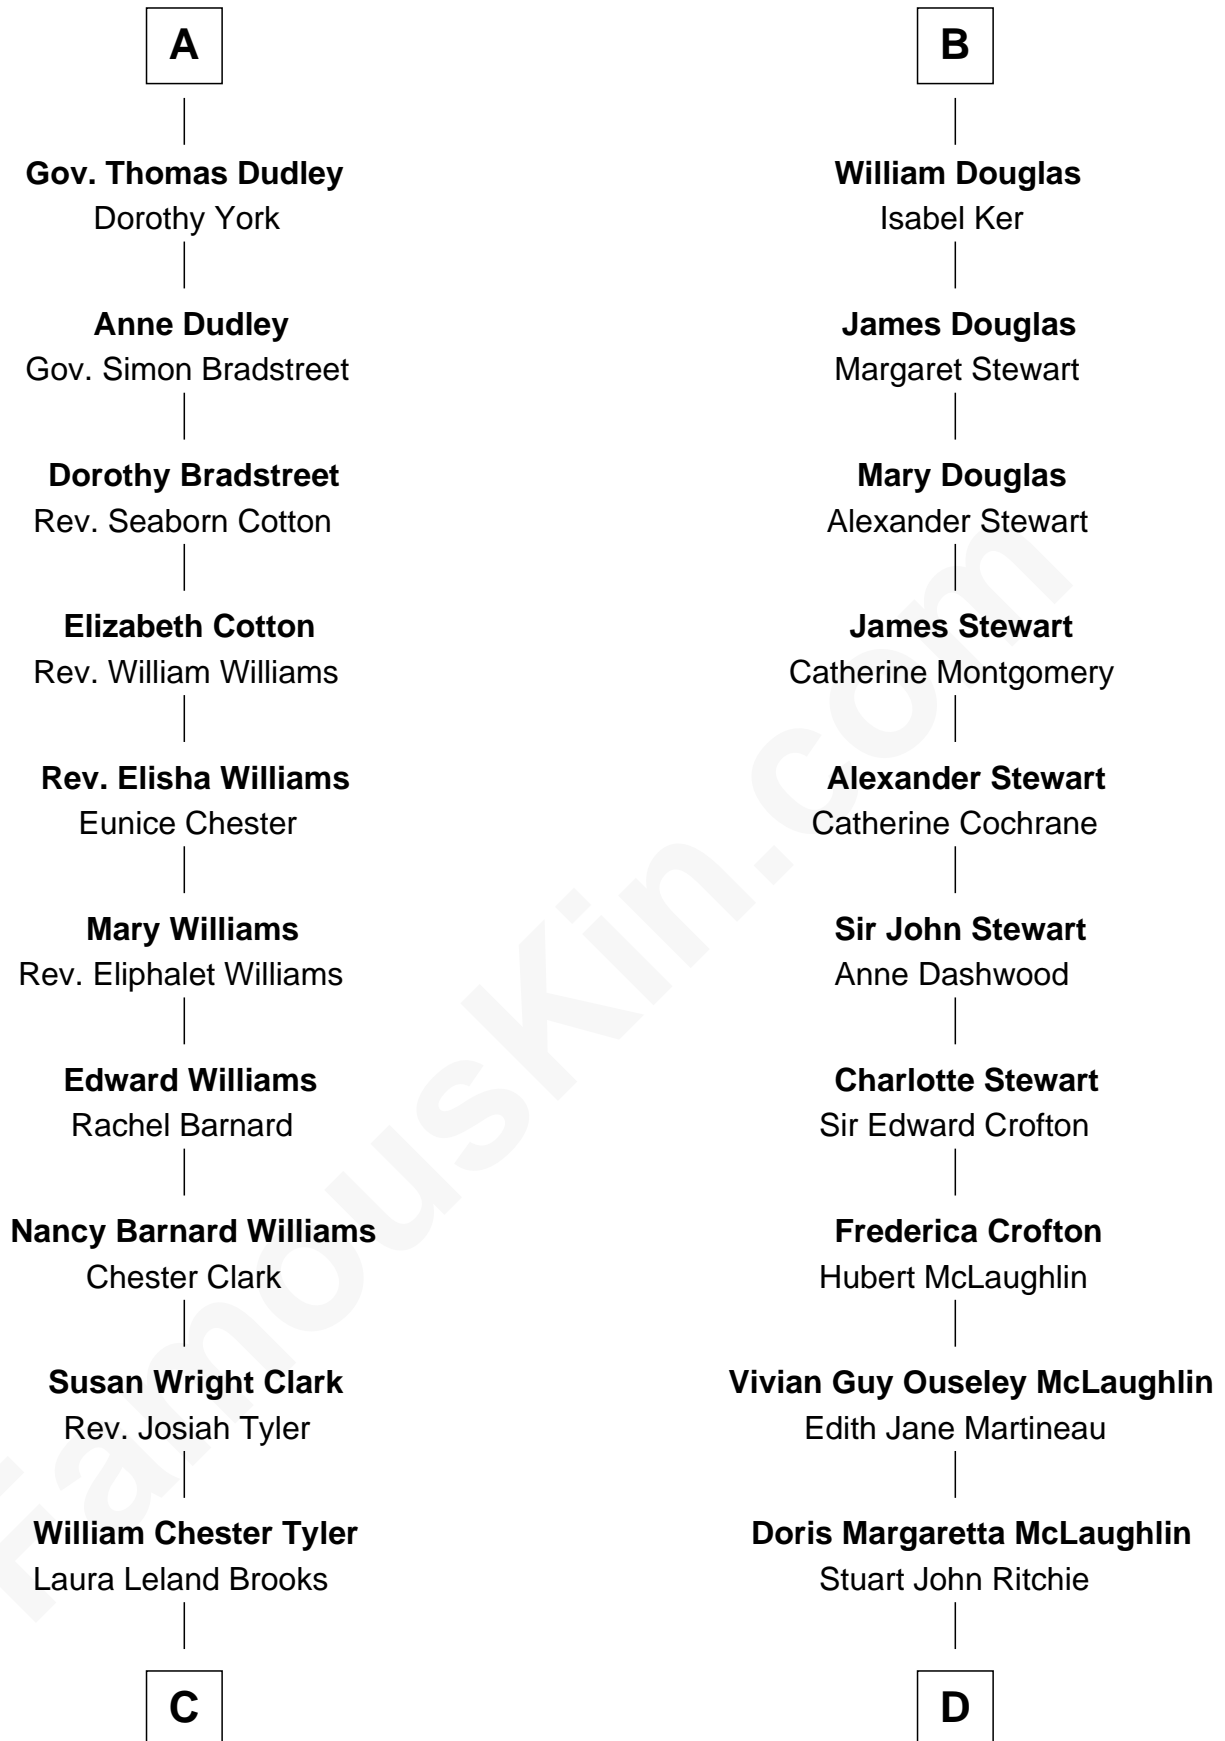 A
Gov. Thomas Dudley
Dorothy York
Anne Dudley
Gov. Simon Bradstreet
Dorothy Bradstreet
Rev. Seaborn Cotton
Elizabeth Cotton
Rev. William Williams
Rev. Elisha Williams
Eunice Chester
Mary Williams
Rev. Eliphalet Williams
Edward Williams
Rachel Barnard
Nancy Barnard Williams
Chester Clark
Susan Wright Clark
Rev. Josiah Tyler
William Chester Tyler
Laura Leland Brooks
C
B
William Douglas
Isabel Ker
James Douglas
Margaret Stewart
Mary Douglas
Alexander Stewart
James Stewart
Catherine Montgomery
Alexander Stewart
Catherine Cochrane
Sir John Stewart
Anne Dashwood
Charlotte Stewart
Sir Edward Crofton
Frederica Crofton
Hubert McLaughlin
Vivian Guy Ouseley McLaughlin
Edith Jane Martineau
Doris Margaretta McLaughlin
Stuart John Ritchie
D
FamousKin.com